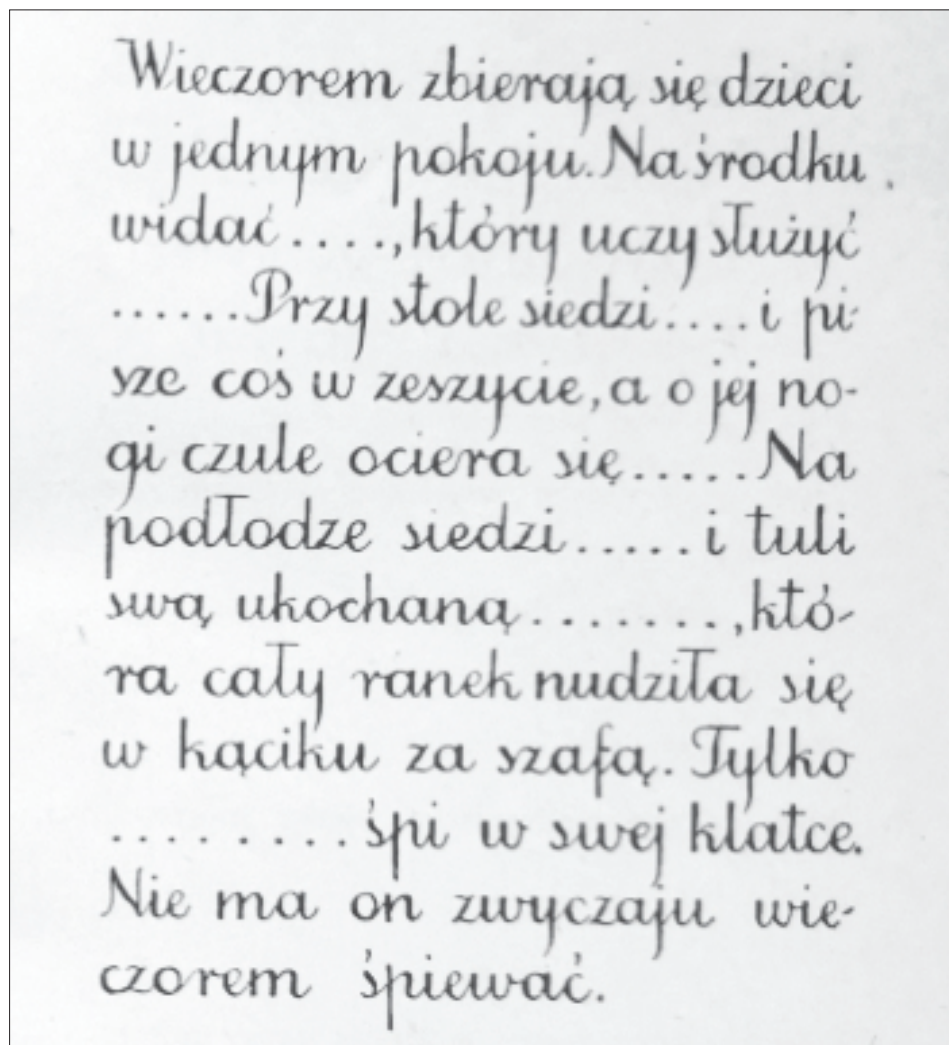 Wieczorem zbierają się dzieci
w jednym pokoju. Na środku
widać ...., który uczy służyć
...... Przy stole siedzi .... i pi-
sze coś w zeszycie, a o jej no-
gi czule ociera się ..... Na
podłodze siedzi ..... i tuli
swą ukochaną ......., któ-
ra cały ranek nudziła się
w kąciku za szafą. Tylko
........ śpi w swej klatce.
Nie ma on zwyczaju wie-
czorem śpiewać.